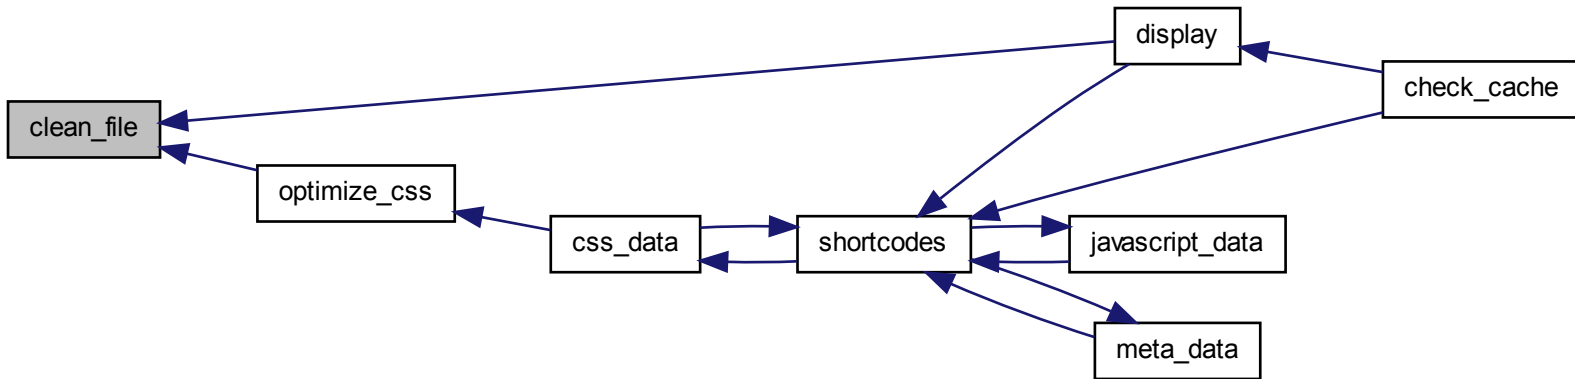 display
check_cache
clean_file
optimize_css
css_data
shortcodes
javascript_data
meta_data